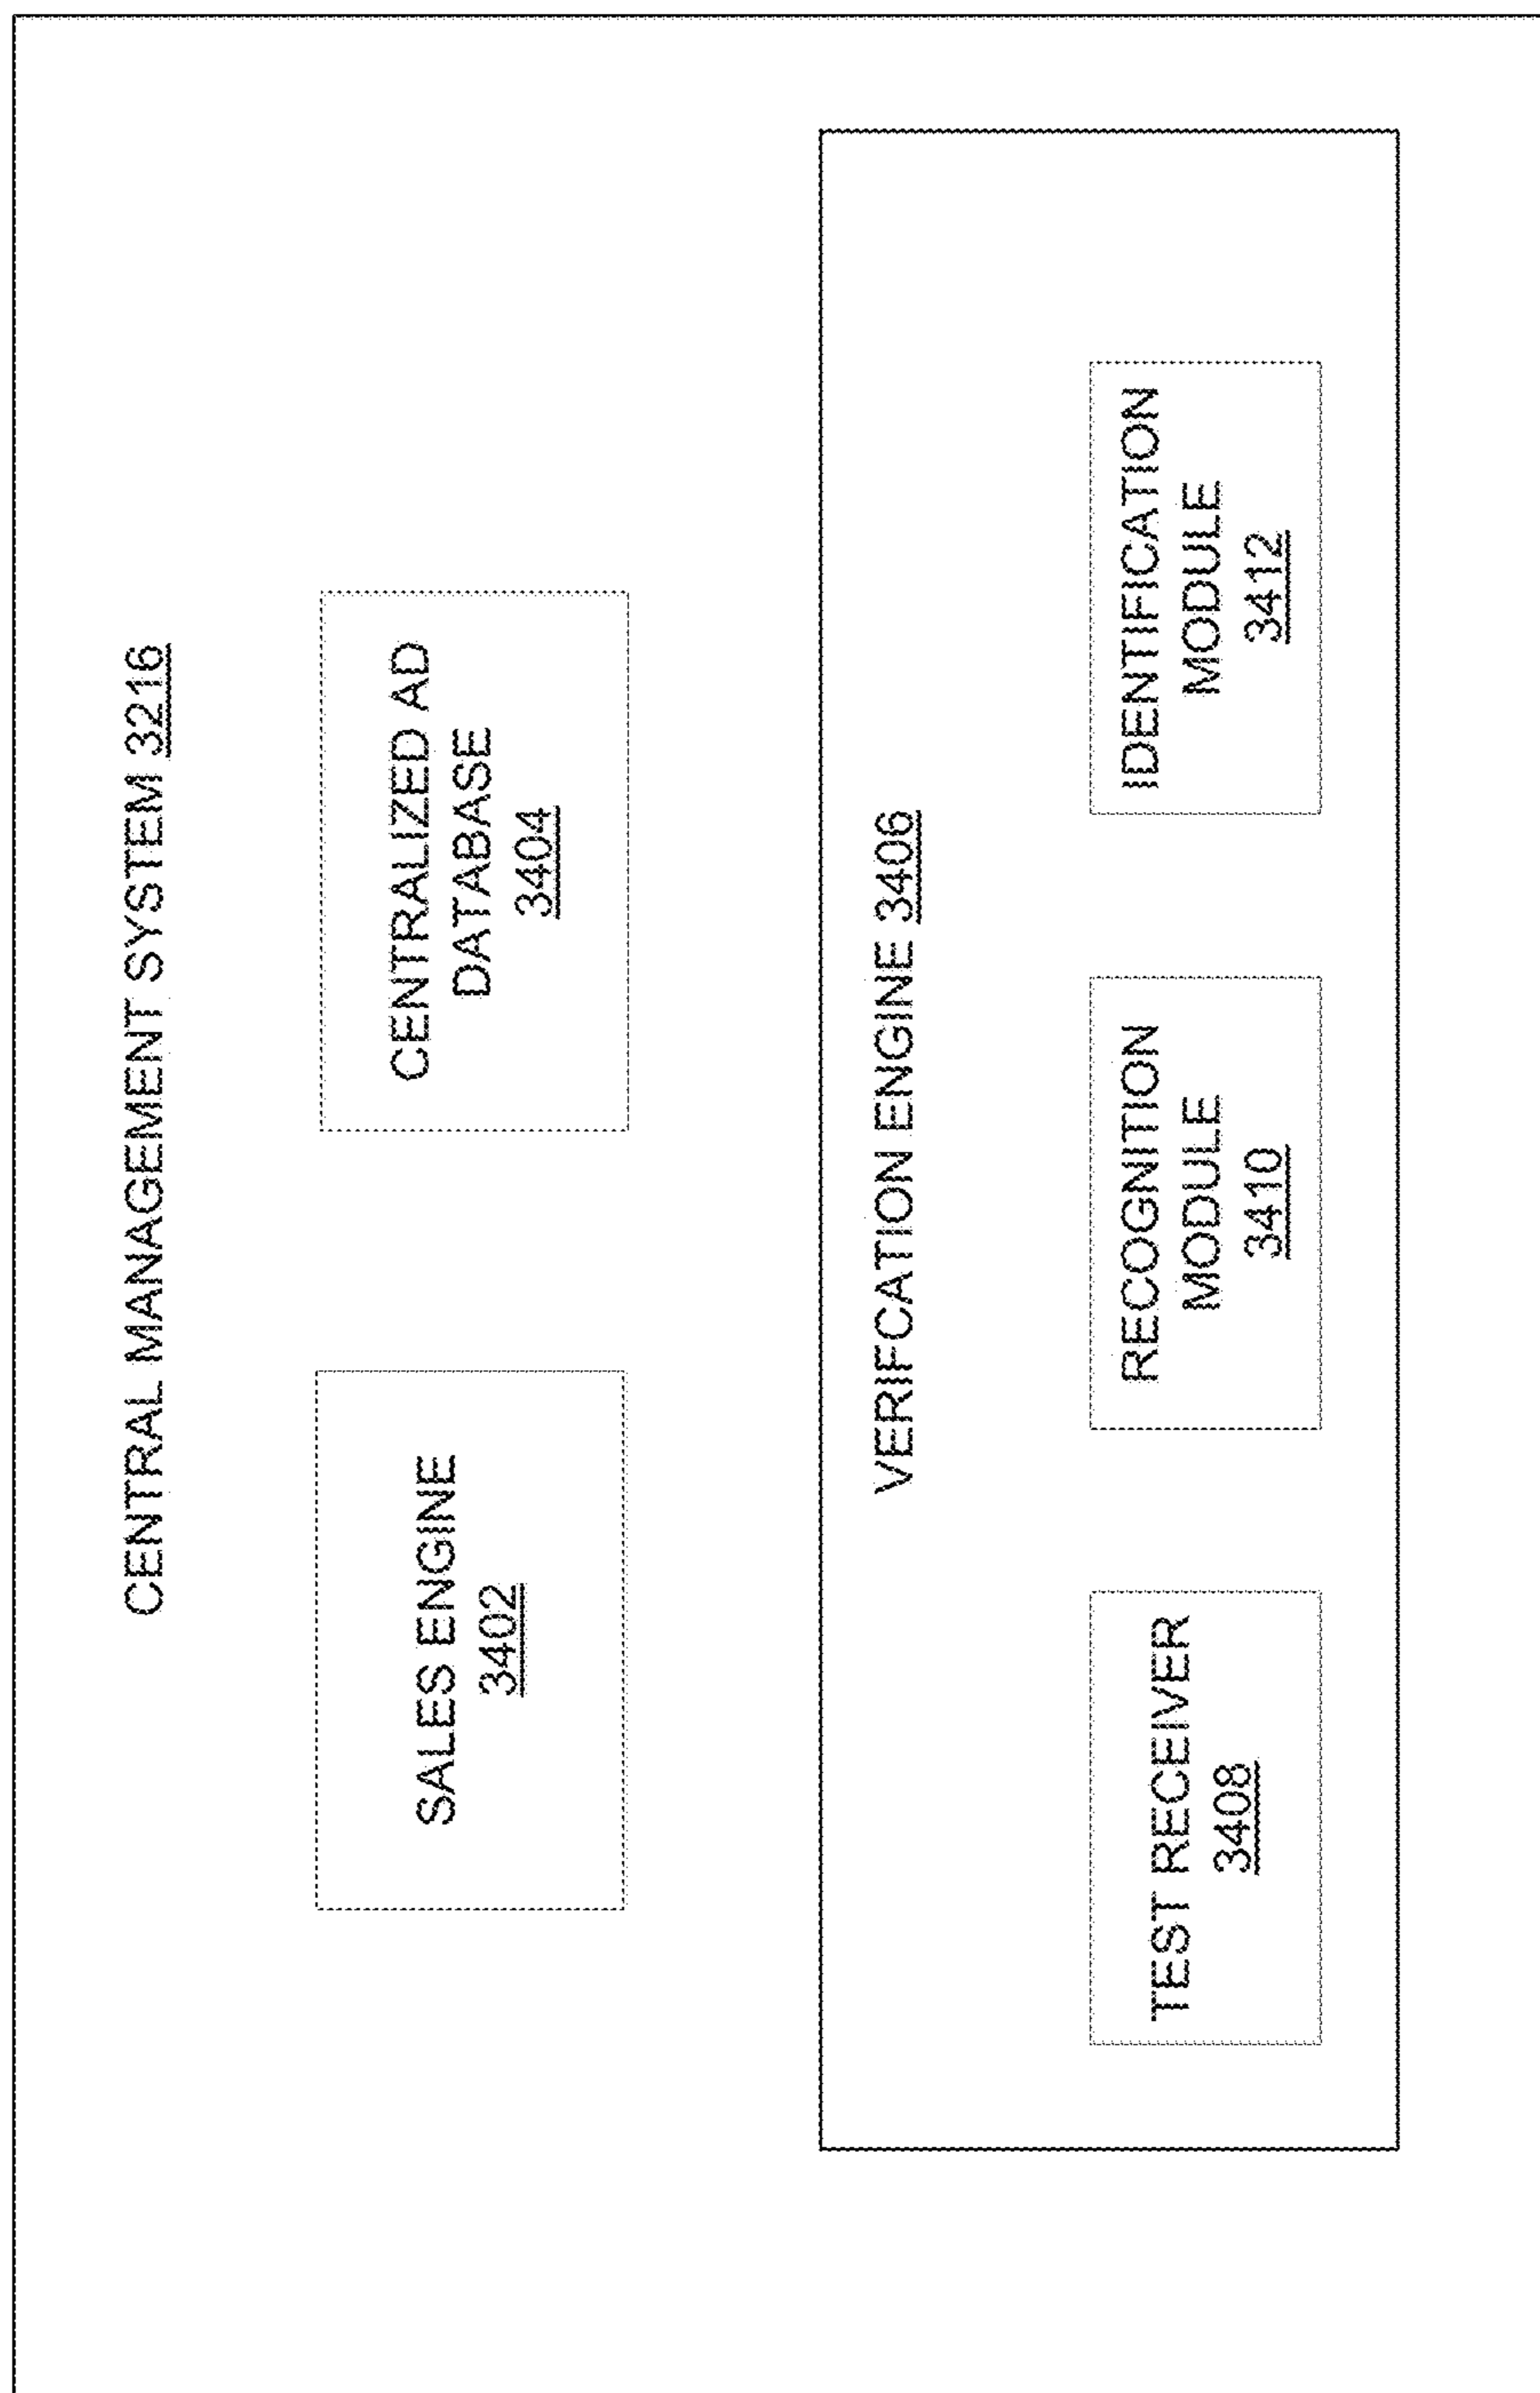 CENTRAL MANAGEMENT SYSTEM 3216
SALES ENGINE
3402
CENTRALIZED AD
DATABASE
3404
VERIFCATION ENGINE 3406
TEST RECEIVER
3408
RECOGNITION
MODULE
3410
IDENTIFICATION
MODULE
3412